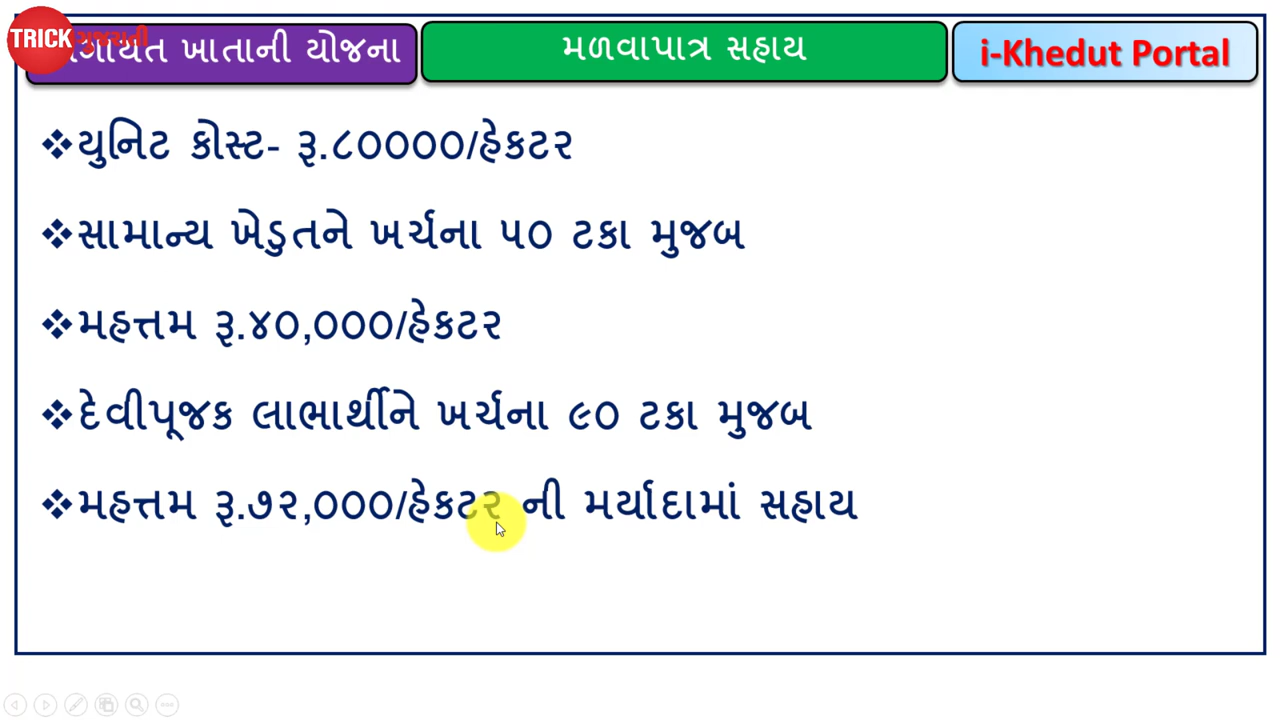 TRICK ગુજરાતી
ખાતાની યોજના
મળવાપાત્ર સહાય
i-Khedut Portal
❖યુનિટ કોસ્ટ- રૂ.૮૦૦૦૦/હેકટર
❖સામાન્ય ખેડુતને ખર્ચના ૫૦ ટકા મુજબ
❖મહત્તમ રૂ.૪૦,૦૦૦/હેકટર
❖દેવીપૂજક લાભાર્થીને ખર્ચના ૯૦ ટકા મુજબ
❖મહત્તમ રૂ.૭૨,૦૦૦/હેકટર ની મર્યાદામાં સહાય